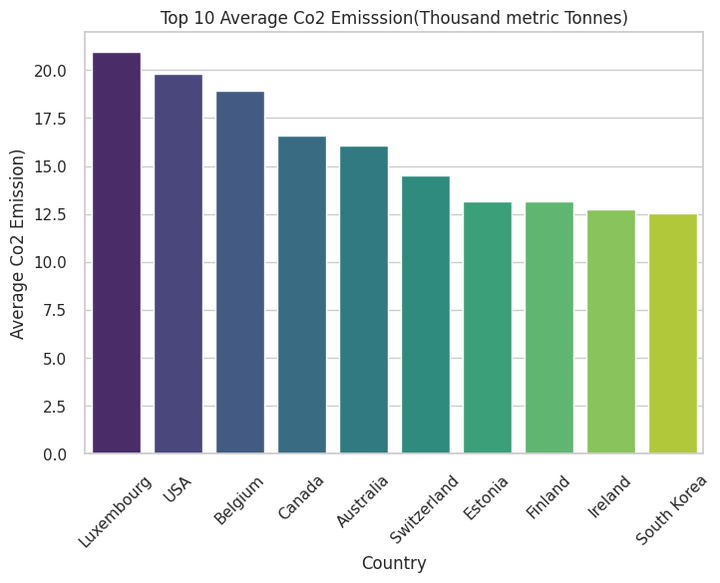 Top 10 Average Co2 Emisssion(Thousand metric Tonnes)
Average Co2 Emission)
20.0
17.5
15.0
12.5
10.0
7.5
5.0
2.5
0.0
Luxembourg
USA
Belgium
Canada
Australia
Switzerland
Estonia
Finland
Ireland
South Korea
Country